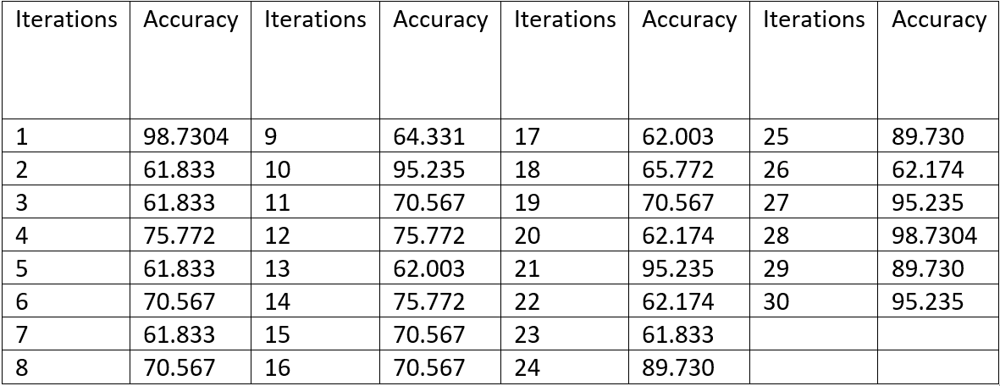 Iterations Accuracy Iterations Accuracy Iterations Accuracy Iterations Accuracy
1 98.7304 9 64.331 17 62.003 25 89.730
2 61.833 10 95.235 18 65.772 26 62.174
3 61.833 11 70.567 19 70.567 27 95.235
4 75.772 12 75.772 20 62.174 28 98.7304
5 61.833 13 62.003 21 95.235 29 89.730
6 70.567 14 75.772 22 62.174 30 95.235
7 61.833 15 70.567 23 61.833
8 70.567 16 70.567 24 89.730